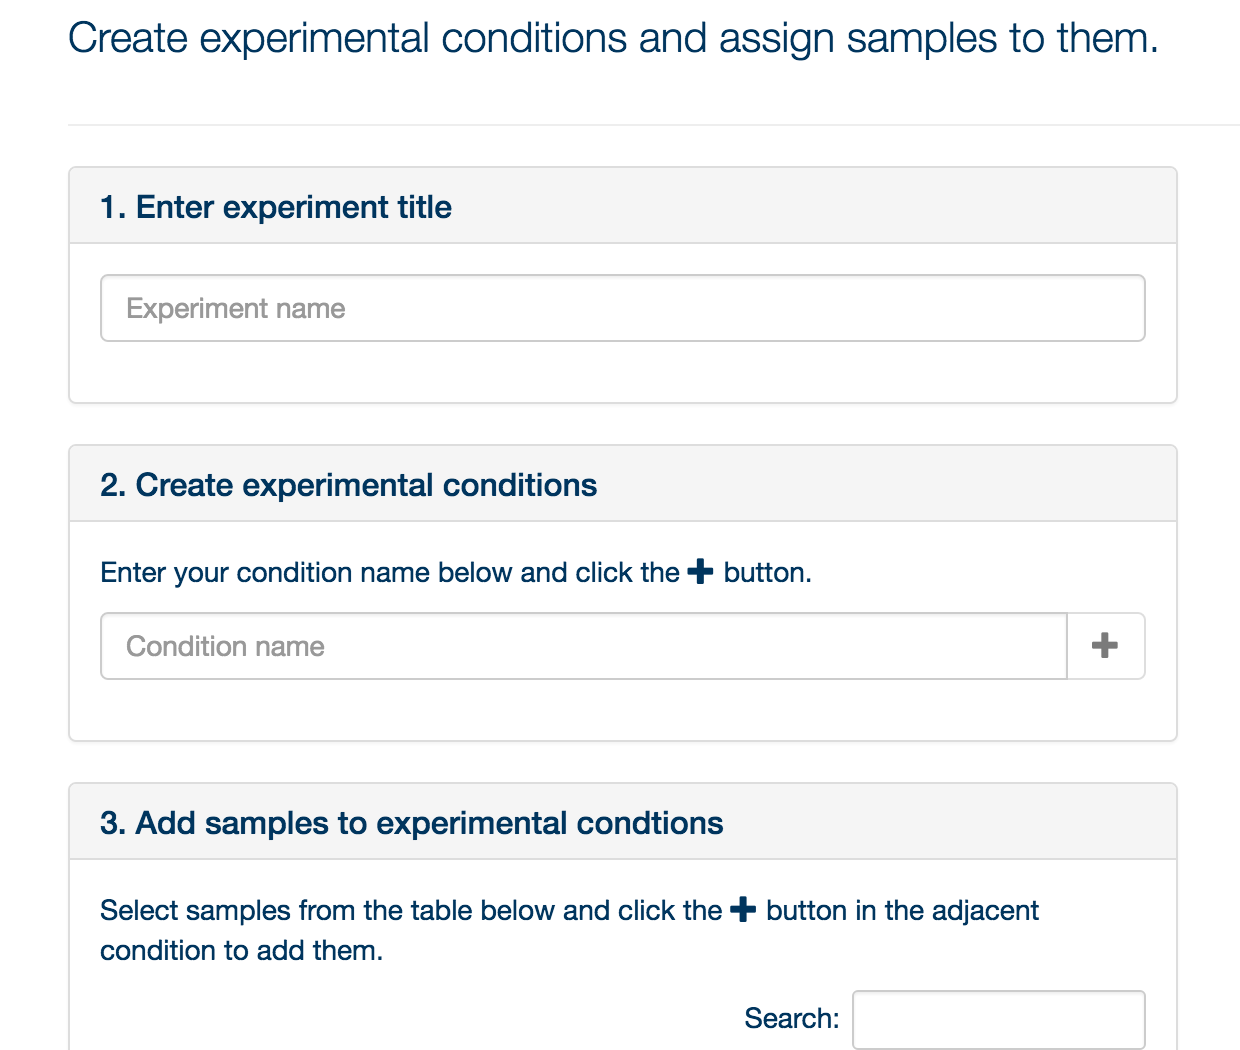 Create experimental conditions and assign samples to them.
1. Enter experiment title
Experiment name
2. Create experimental conditions
Enter your condition name below and click the + button.
Condition name
+
3. Add samples to experimental condtions
Select samples from the table below and click the + button in the adjacent
condition to add them.
Search: